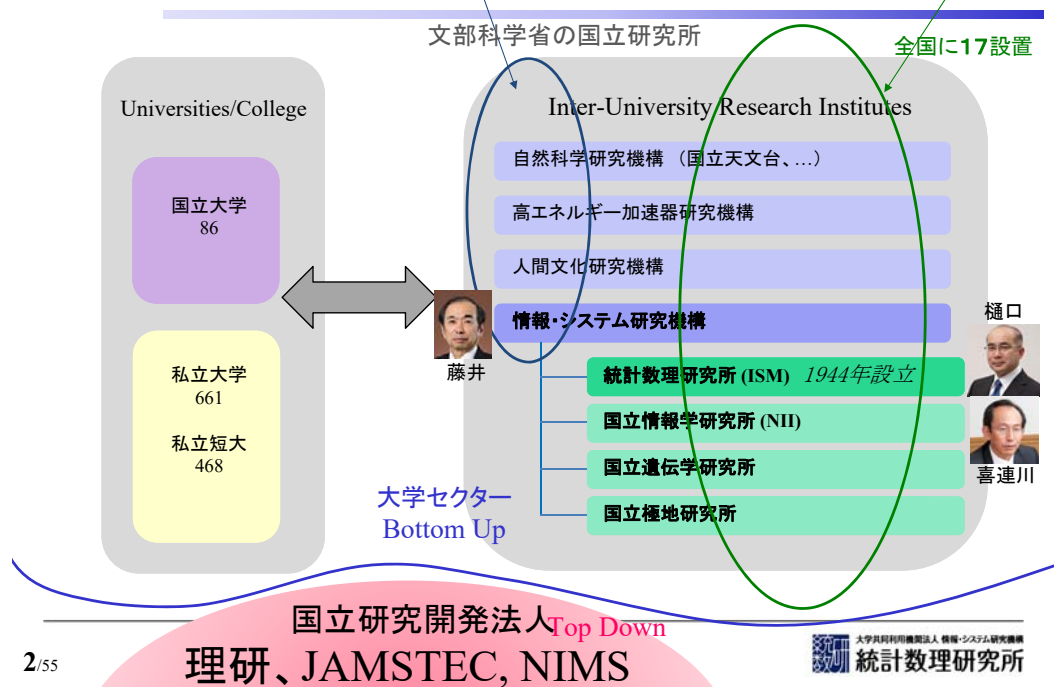 文部科学省の国立研究所
全国に17設置
Universities/College
国立大学
86
私立大学
661
私立短大
468
Inter-University Research Institutes
自然科学研究機構 （国立天文台、…）
高エネルギー加速器研究機構
人間文化研究機構
情報・システム研究機構
藤井
樋口
統計数理研究所 (ISM) 1944年設立
国立情報学研究所 (NII)
喜連川
国立遺伝学研究所
国立極地研究所
大学セクター
Bottom Up
国立研究開発法人
Top Down
理研、JAMSTEC, NIMS
2/55
大学共同利用機関法人 情報・システム研究機構
統計数理研究所